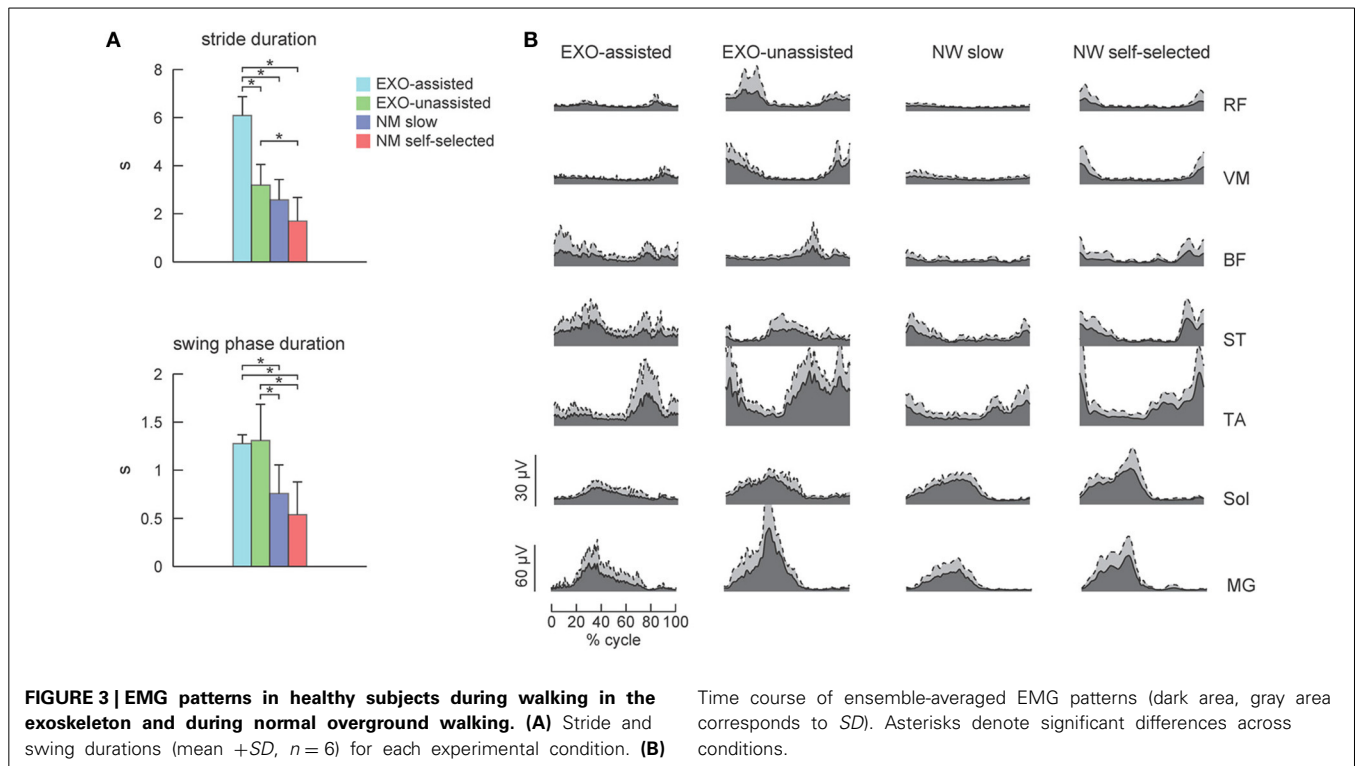 A
stride duration
8
6
4
2
0
s
*
*
*
*
EXO-assisted
EXO-unassisted
NM slow
NM self-selected
swing phase duration
2
1.5
1
0.5
0
s
*
*
*
*
B
EXO-assisted EXO-unassisted NW slow NW self-selected
RF
VM
BF
ST
TA
30 µV
Sol
60 µV
MG
0 20 40 60 80 100
% cycle
FIGURE 3 | EMG patterns in healthy subjects during walking in the
exoskeleton and during normal overground walking. (A) Stride and
swing durations (mean +SD, n = 6) for each experimental condition. (B)
Time course of ensemble-averaged EMG patterns (dark area, gray area
corresponds to SD). Asterisks denote significant differences across
conditions.